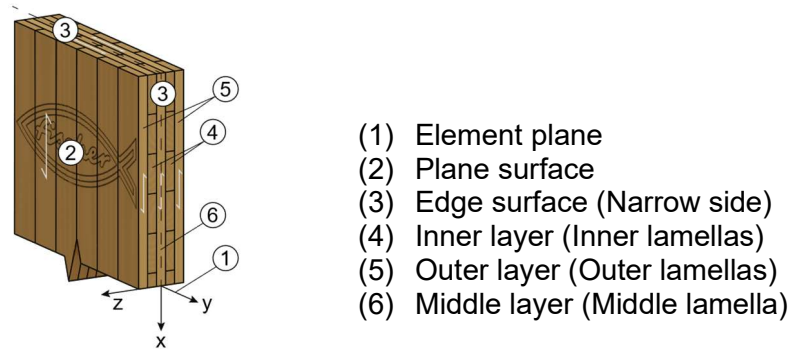 3
3
5
4
fischer
2
6
1
z
y
x
(1) Element plane
(2) Plane surface
(3) Edge surface (Narrow side)
(4) Inner layer (Inner lamellas)
(5) Outer layer (Outer lamellas)
(6) Middle layer (Middle lamella)